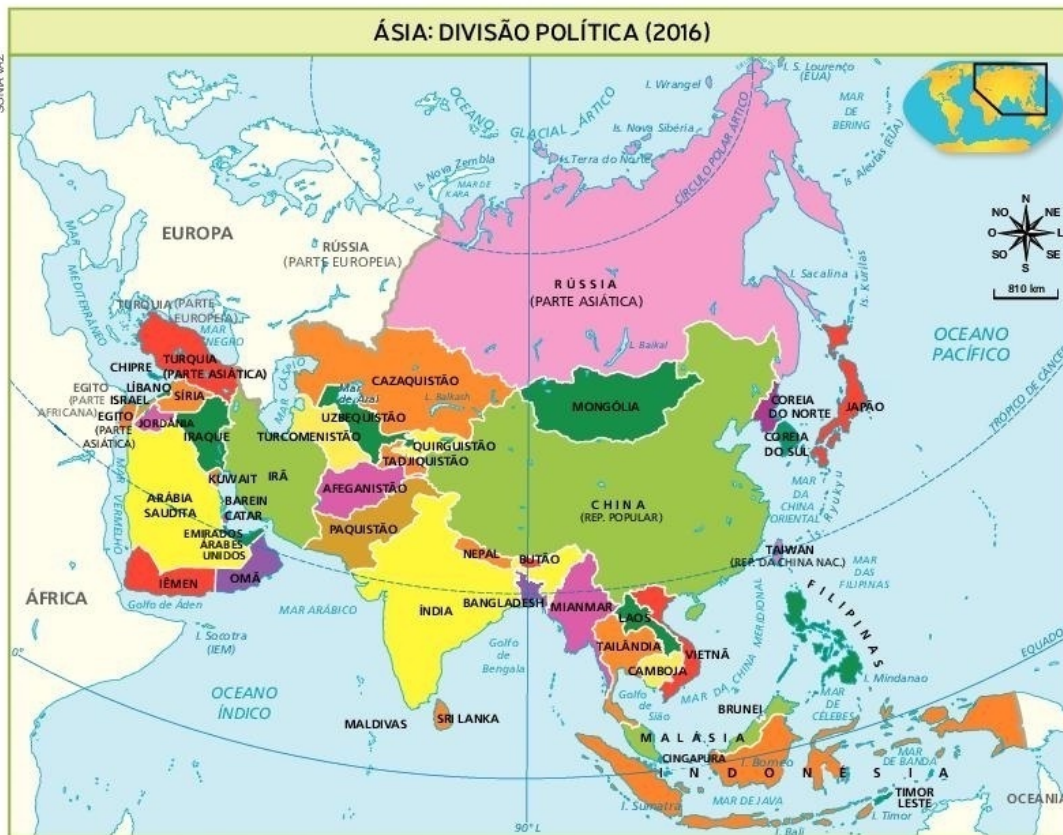 ÁSIA: DIVISÃO POLÍTICA (2016)
I. S. Lourenço
(EUA)
I. Wrangel
OCEANO
GLACIAL ÁRTICO
MAR
DE
BERING
Is. Aleutas (EUA)
Is. Nova Sibéria
Is. Terra do Norte
Is. Nova Zembla
MAR DE
KARA
CÍRCULO POLAR ÁRTICO
N
NO
NE
O
L
SO
SE
S
810 km
EUROPA
RÚSSIA
(PARTE EUROPEIA)
RÚSSIA
(PARTE ASIÁTICA)
I. Sacalina
Is. Kurilas
OCEANO
PACÍFICO
TRÓPICO DE CÂNCER
MAR
MEDITERRÂNEO
TURQUIA (PARTE
EUROPEIA)
MAR
NEGRO
TURQUIA
(PARTE ASIÁTICA)
MAR CÁSPIO
CAZAQUISTÃO
L. Baikal
L. Balkash
Mar
de Aral
MONGÓLIA
COREIA
DO NORTE
JAPÃO
COREIA
DO SUL
CHIPRE
LÍBANO
ISRAEL
SÍRIA
EGITO
(PARTE
AFRICANA)
EGITO
(PARTE
ASIÁTICA)
JORDÂNIA
IRAQUE
UZBEQUISTÃO
TURCOMENISTÃO
QUIRGUISTÃO
TADJIQUISTÃO
KUWAIT
IRÃ
AFEGANISTÃO
CHINA
(REP. POPULAR)
MAR
DA
CHINA
ORIENTAL
Is. Ryukyu
MAR VERMELHO
ARÁBIA
SAUDITA
BAREIN
CATAR
PAQUISTÃO
EMIRADOS
ÁRABES
UNIDOS
NEPAL
BUTÃO
TAIWAN
(REP. DA CHINA NAC.)
MAR
DAS
FILIPINAS
IÊMEN
OMÃ
ÁFRICA
Golfo de Áden
MAR ARÁBICO
ÍNDIA
BANGLADESH
MIANMAR
LAOS
FILIPINAS
I. Socotra
(IEM)
Golfo
de
Bengala
TAILÂNDIA
VIETNÃ
CAMBOJA
MAR DA CHINA MERIDIONAL
EQUADOR
0°
I. Mindanao
OCEANO
ÍNDICO
Golfo
de
Sião
MALDIVAS
SRI LANKA
BRUNEI
MAR
DE
CÉLEBES
MALÁSIA
CINGAPURA
I. Borneo
INDONÉSIA
MAR
DE BANDA
I. Sumatra
MAR DE JAVA
TIMOR
LESTE
I. Timor
OCEANIA
I. Bali
90° L